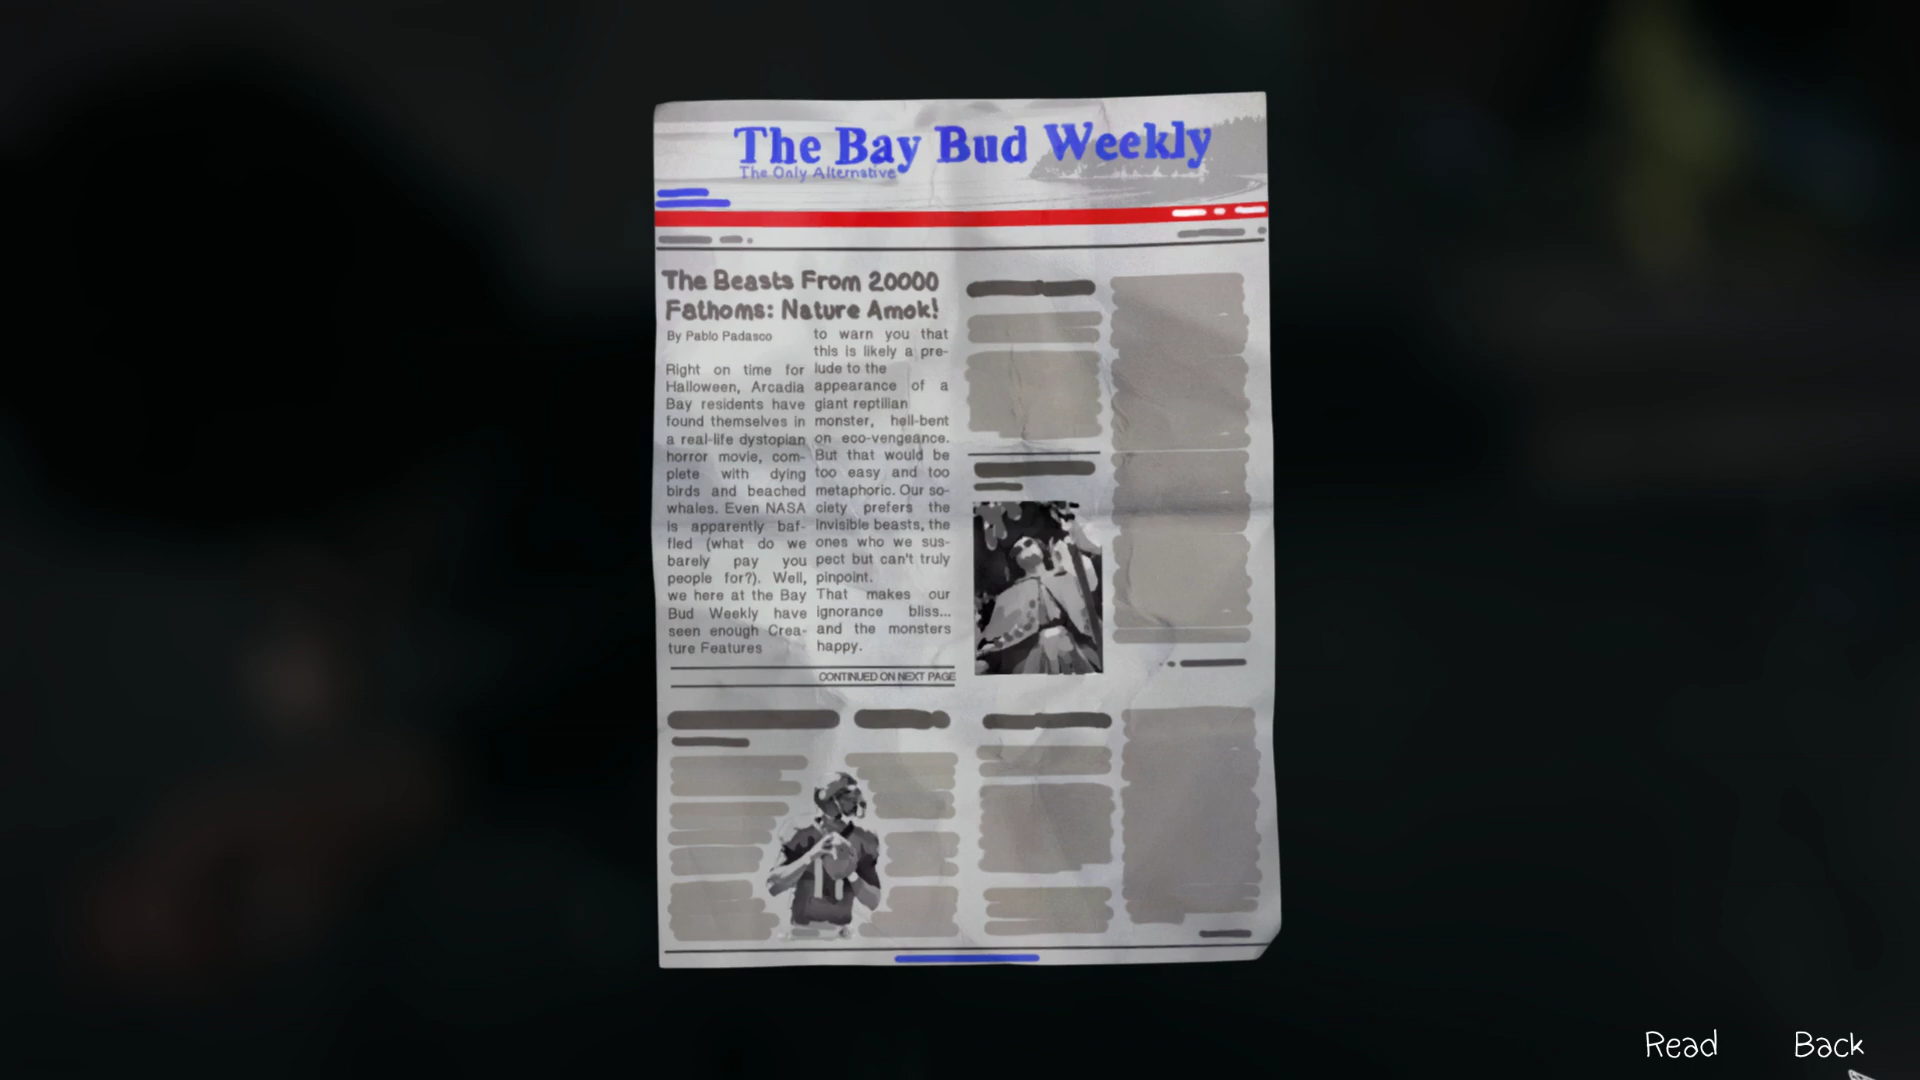 The Bay Bud Weekly
The Only Alternative
The Beasts From 20000
Fathoms: Nature Amok!
By Pablo Padasco
Right on time for
Halloween, Arcadia
Bay residents have
found themselves in
a real-life dystopian
horror movie, com-
plete with dying
birds and beached
whales. Even NASA
is apparently baf-
fled (what do we
barely pay you
people for?). Well,
we here at the Bay
Bud Weekly have
seen enough Crea-
ture Features
to warn you that
this is likely a pre-
lude to the
appearance of a
giant reptilian
monster, hell-bent
on eco-vengeance.
But that would be
too easy and too
metaphoric. Our so-
ciety prefers the
invisible beasts, the
ones who we sus-
pect but can't truly
pinpoint.
That makes our
ignorance bliss...
and the monsters
happy.
CONTINUED ON NEXT PAGE
Read
Back